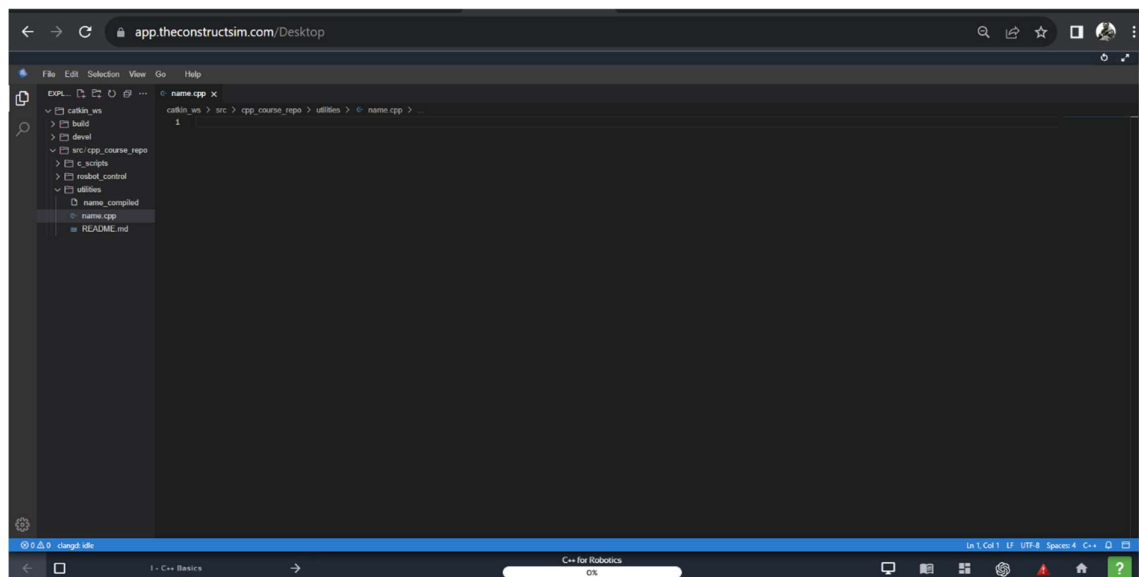 app.theconstructsim.com/Desktop
File Edit Selection View Go Help
EXPL...
name.cpp
catkin_ws
catkin_ws > src > cpp_course_repo > utilities > name.cpp > ...
1
build
devel
src/cpp_course_repo
c_scripts
rosbot_control
utilities
name_compiled
name.cpp
README.md
0 0 clangd: idle
Ln 1, Col 1 LF UTF-8 Spaces: 4 C++
1 - C++ Basics
C++ for Robotics
0%
?